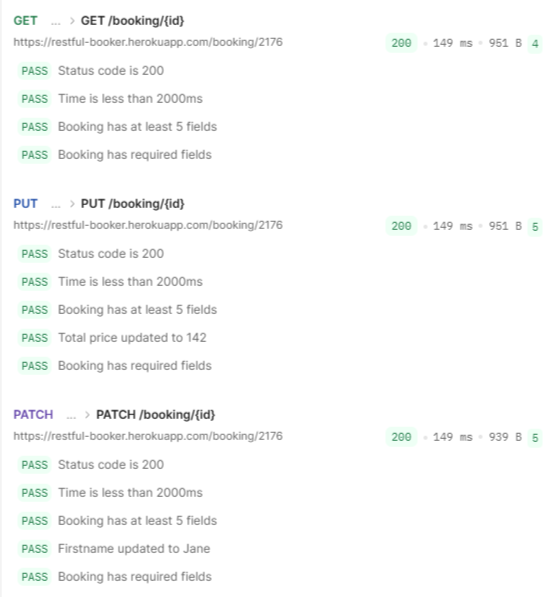 GET ... > GET /booking/{id}
https://restful-booker.herokuapp.com/booking/2176 200 • 149 ms • 951 B 4
PASS Status code is 200
PASS Time is less than 2000ms
PASS Booking has at least 5 fields
PASS Booking has required fields
PUT ... > PUT /booking/{id}
https://restful-booker.herokuapp.com/booking/2176 200 • 149 ms • 951 B 5
PASS Status code is 200
PASS Time is less than 2000ms
PASS Booking has at least 5 fields
PASS Total price updated to 142
PASS Booking has required fields
PATCH ... > PATCH /booking/{id}
https://restful-booker.herokuapp.com/booking/2176 200 • 149 ms • 939 B 5
PASS Status code is 200
PASS Time is less than 2000ms
PASS Booking has at least 5 fields
PASS Firstname updated to Jane
PASS Booking has required fields